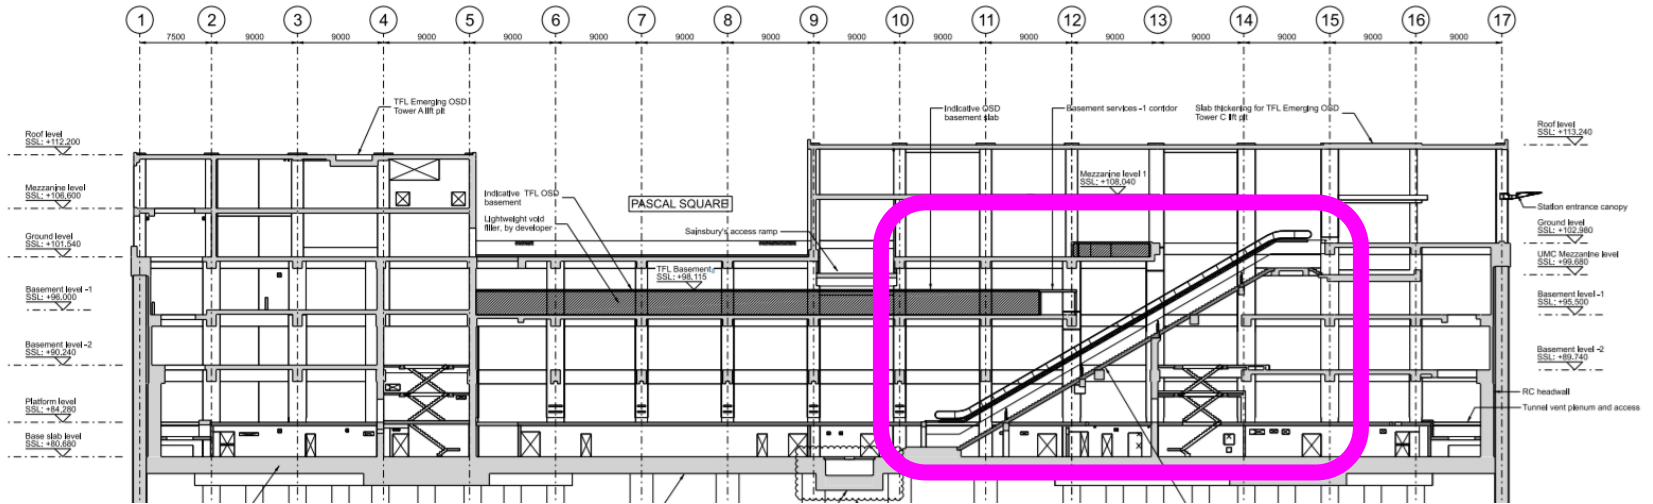 1 2 3 4 5 6 7 8 9 10 11 12 13 14 15 16 17
7500 9000 9000 9000 9000 9000 9000 9000 9000 9000 9000 9000 9000 9000 9000 9000
TFL Emerging OSD
Tower A lift pit
Indicative OSD
basement slab
Basement services -1 corridor
Slab thickening for TFL Emerging OSD
Tower C lift pit
Roof level
SSL: +112.200
Mezzanine level
SSL: +106.600
Ground level
SSL: +101.540
Basement level -1
SSL: +96.000
Basement level -2
SSL: +90.240
Platform level
SSL: +84.280
Base slab level
SSL: +80.680
Indicative TFL OSD
basement
Lightweight void
filler, by developer
PASCAL SQUARE
Sainsbury's access ramp
TFL Basement
SSL: +98.115
Mezzanine level 1
SSL: +108.040
Roof level
SSL: +113.240
Station entrance canopy
Ground level
SSL: +102.980
UMC Mezzanine level
SSL: +99.680
Basement level -1
SSL: +95.500
Basement level -2
SSL: +89.740
RC headwall
Tunnel vent plenum and access